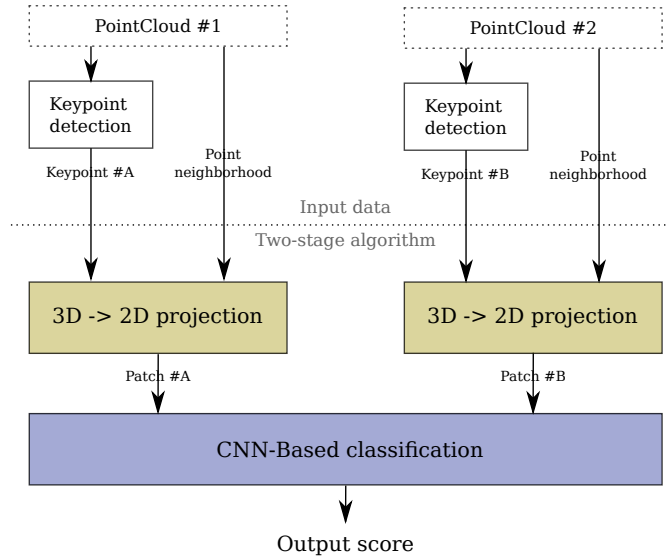 PointCloud #1
PointCloud #2
Keypoint
detection
Keypoint
detection
Keypoint #A
Point
neighborhood
Keypoint #B
Point
neighborhood
Input data
Two-stage algorithm
3D -> 2D projection
3D -> 2D projection
Patch #A
Patch #B
CNN-Based classification
Output score